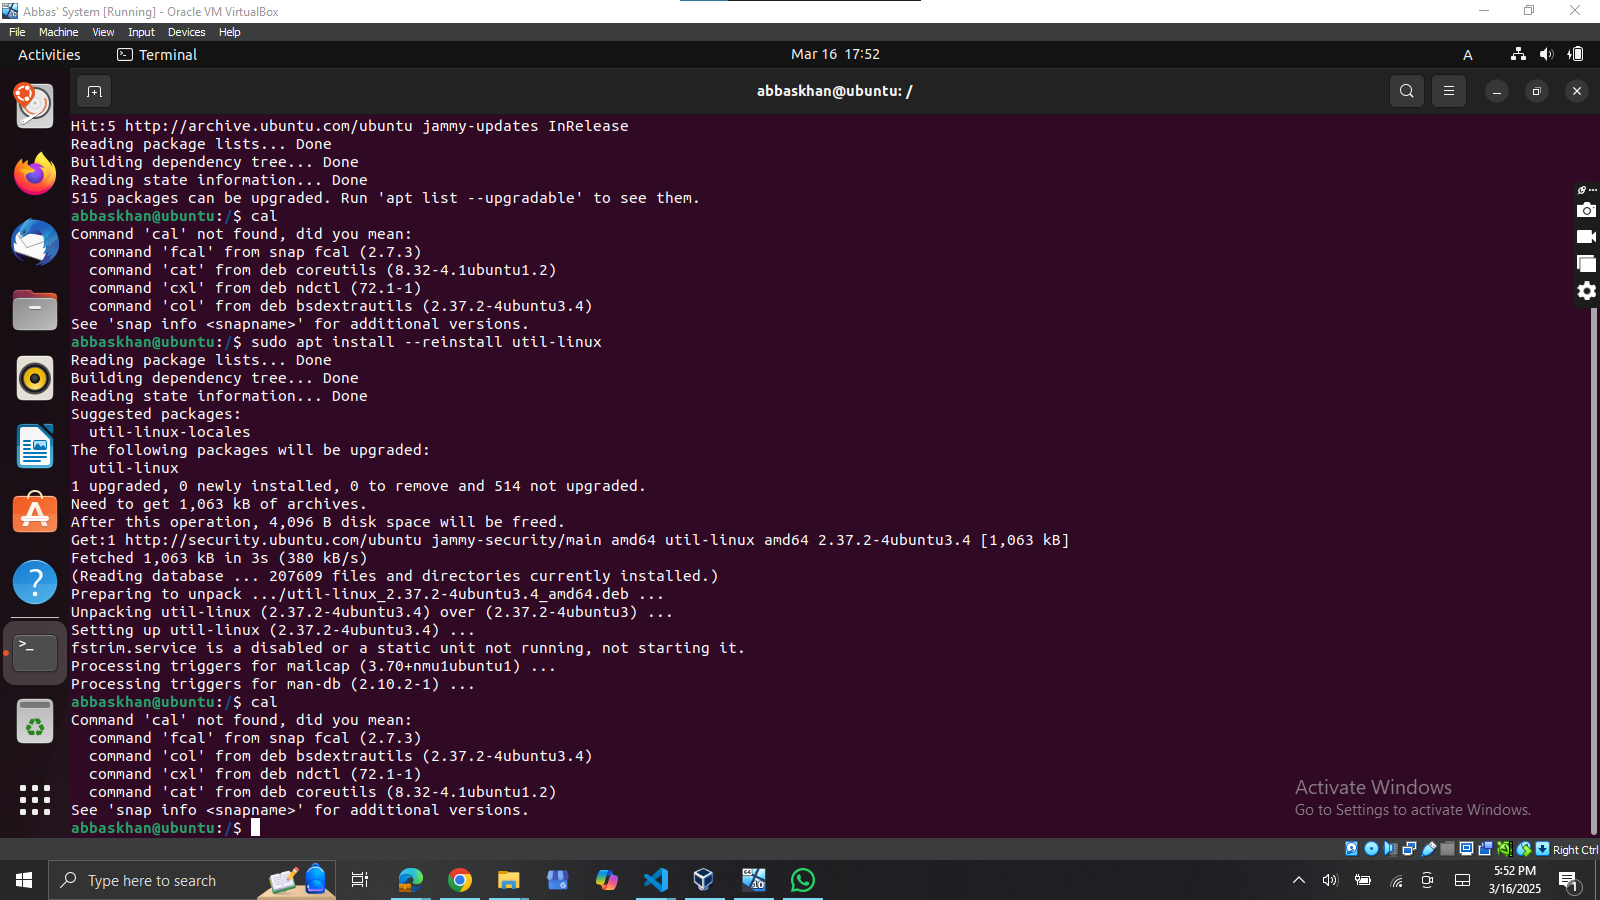 Abbas' System [Running] - Oracle VM VirtualBox
File Machine View Input Devices Help
Activities Terminal Mar 16 17:52 A
abbaskhan@ubuntu: /
Hit:5 http://archive.ubuntu.com/ubuntu jammy-updates InRelease
Reading package lists... Done
Building dependency tree... Done
Reading state information... Done
515 packages can be upgraded. Run 'apt list --upgradable' to see them.
abbaskhan@ubuntu:/$ cal
Command 'cal' not found, did you mean:
  command 'fcal' from snap fcal (2.7.3)
  command 'cat' from deb coreutils (8.32-4.1ubuntu1.2)
  command 'cxl' from deb ndctl (72.1-1)
  command 'col' from deb bsdextrautils (2.37.2-4ubuntu3.4)
See 'snap info <snapname>' for additional versions.
abbaskhan@ubuntu:/$ sudo apt install --reinstall util-linux
Reading package lists... Done
Building dependency tree... Done
Reading state information... Done
Suggested packages:
  util-linux-locales
The following packages will be upgraded:
  util-linux
1 upgraded, 0 newly installed, 0 to remove and 514 not upgraded.
Need to get 1,063 kB of archives.
After this operation, 4,096 B disk space will be freed.
Get:1 http://security.ubuntu.com/ubuntu jammy-security/main amd64 util-linux amd64 2.37.2-4ubuntu3.4 [1,063 kB]
Fetched 1,063 kB in 3s (380 kB/s)
(Reading database ... 207609 files and directories currently installed.)
Preparing to unpack .../util-linux_2.37.2-4ubuntu3.4_amd64.deb ...
Unpacking util-linux (2.37.2-4ubuntu3.4) over (2.37.2-4ubuntu3) ...
Setting up util-linux (2.37.2-4ubuntu3.4) ...
fstrim.service is a disabled or a static unit not running, not starting it.
Processing triggers for mailcap (3.70+nmu1ubuntu1) ...
Processing triggers for man-db (2.10.2-1) ...
abbaskhan@ubuntu:/$ cal
Command 'cal' not found, did you mean:
  command 'fcal' from snap fcal (2.7.3)
  command 'col' from deb bsdextrautils (2.37.2-4ubuntu3.4)
  command 'cxl' from deb ndctl (72.1-1)
  command 'cat' from deb coreutils (8.32-4.1ubuntu1.2)
See 'snap info <snapname>' for additional versions.
abbaskhan@ubuntu:/$
Activate Windows
Go to Settings to activate Windows.
Right Ctrl
Type here to search
5:52 PM
3/16/2025
1